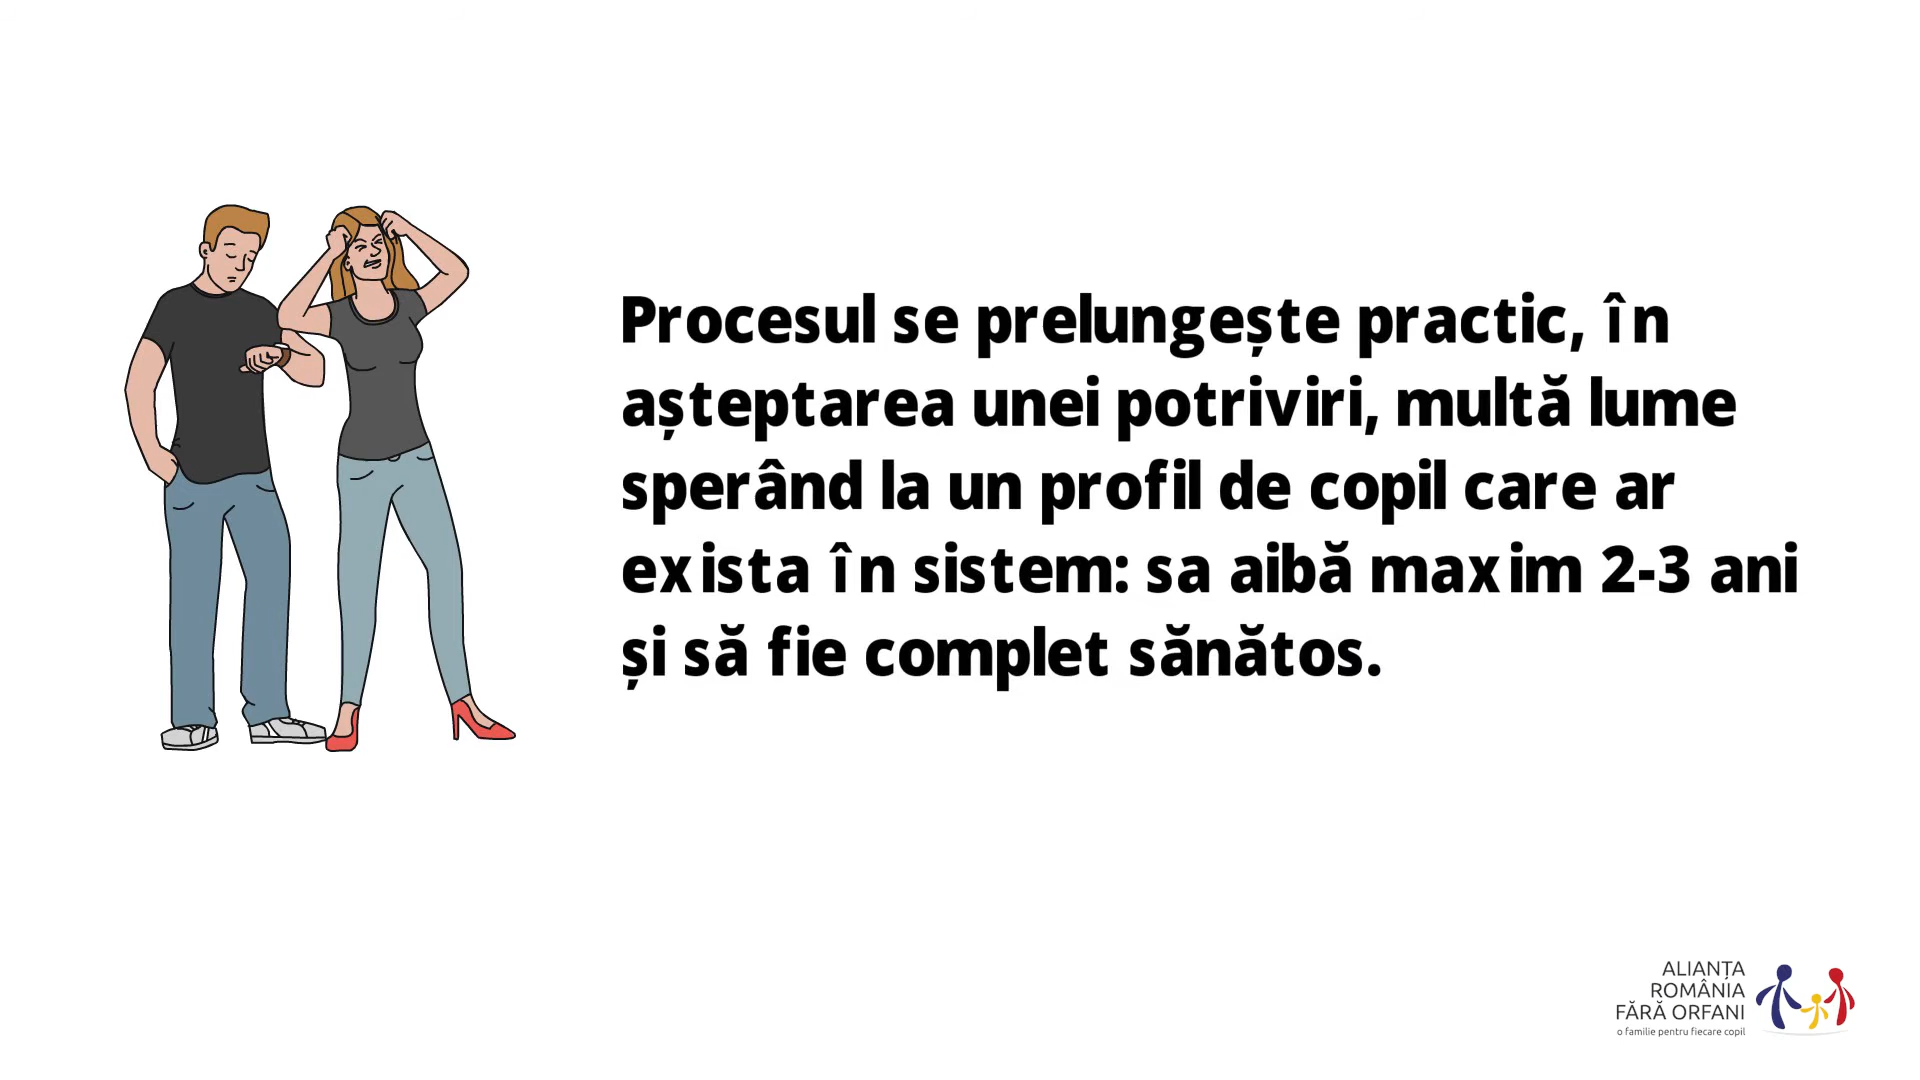 Procesul se prelungește practic, în
așteptarea unei potriviri, multă lume
sperând la un profil de copil care ar
exista în sistem: sa aibă maxim 2-3 ani
și să fie complet sănătos.
ALIANȚA
ROMÂNIA
FĂRĂ ORFANI
o familie pentru fiecare copil